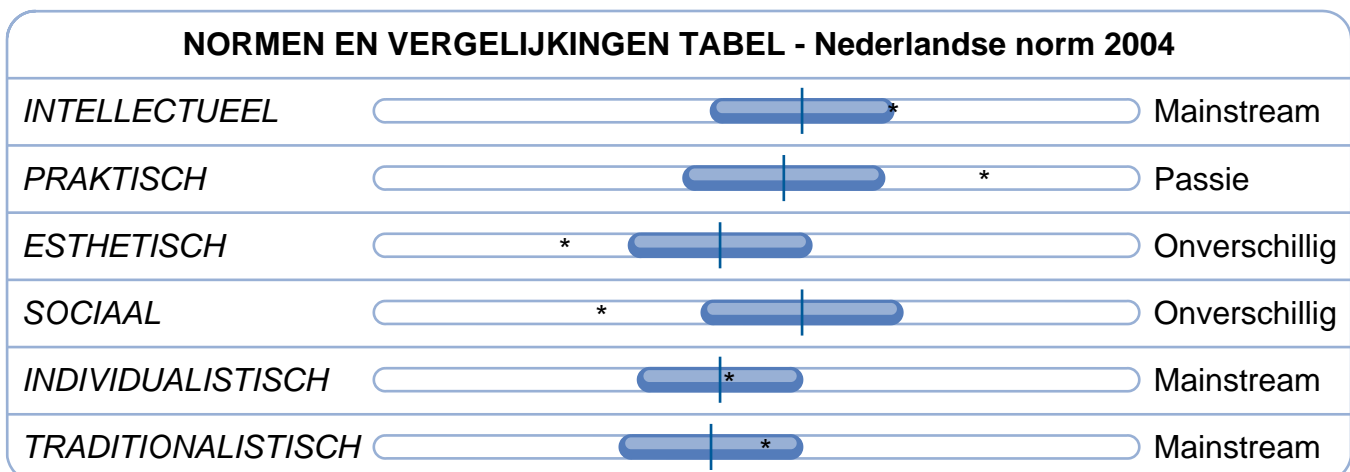 NORMEN EN VERGELIJKINGEN TABEL - Nederlandse norm 2004
INTELLECTUEEL * Mainstream
PRAKTISCH * Passie
ESTHETISCH * Onverschillig
SOCIAAL * Onverschillig
INDIVIDUALISTISCH * Mainstream
TRADITIONALISTISCH * Mainstream